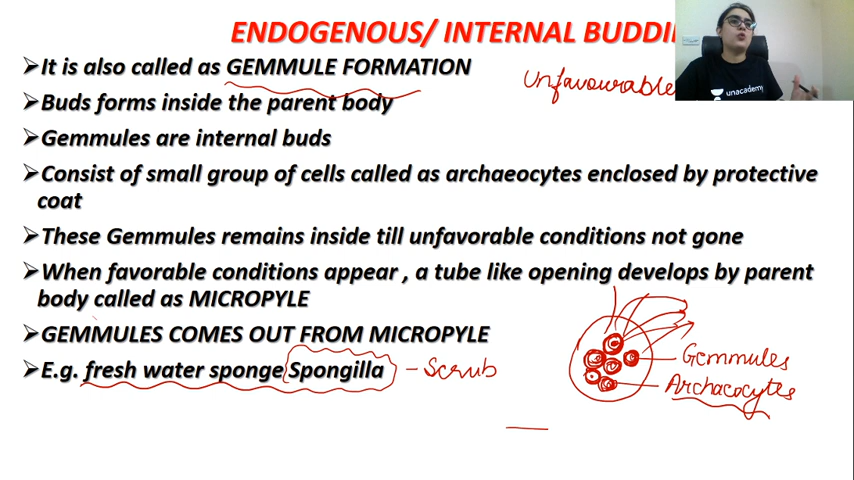 ENDOGENOUS/ INTERNAL BUDDI
➢It is also called as GEMMULE FORMATION
Unfavourable
unacademy
➢Buds forms inside the parent body
➢Gemmules are internal buds
➢Consist of small group of cells called as archaeocytes enclosed by protective
coat
➢These Gemmules remains inside till unfavorable conditions not gone
➢When favorable conditions appear , a tube like opening develops by parent
body called as MICROPYLE
➢GEMMULES COMES OUT FROM MICROPYLE
➢E.g. fresh water sponge Spongilla - Scrub
Gemmules
Archaeocytes